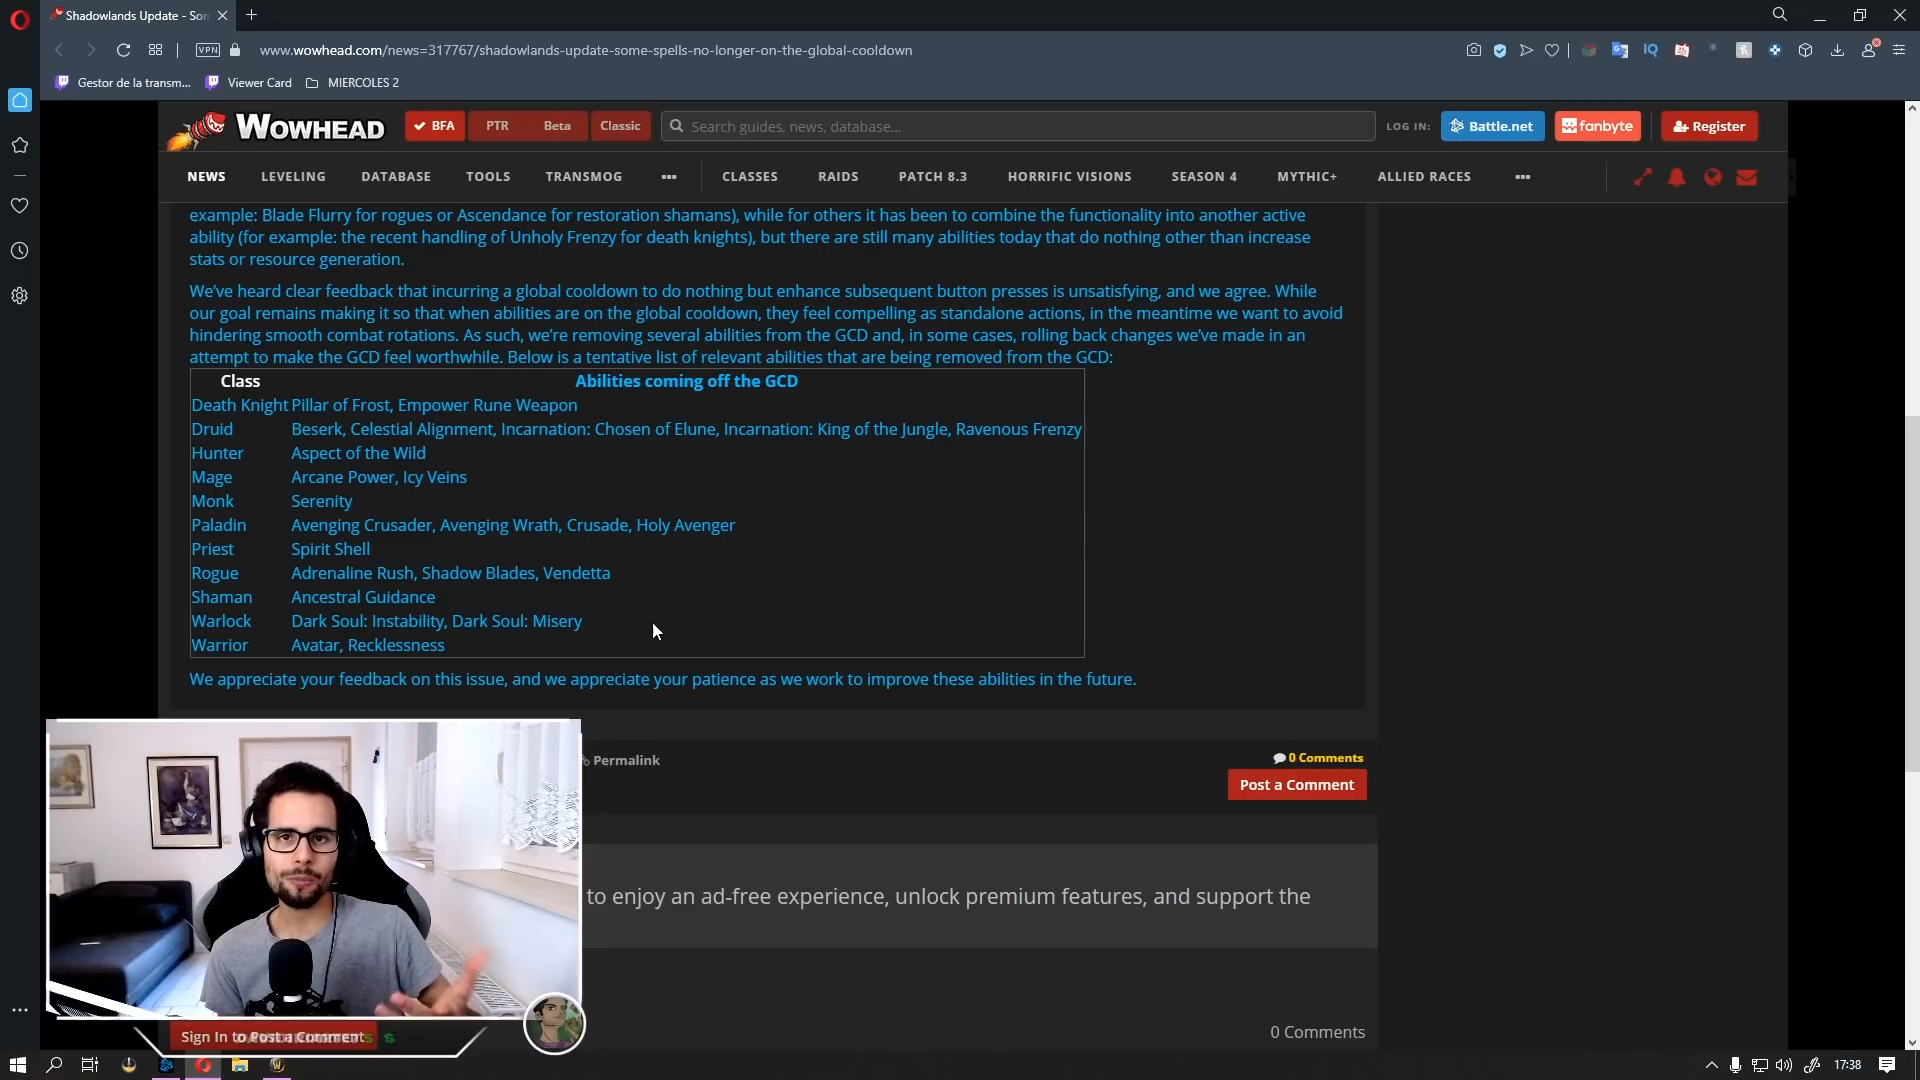 Shadowlands Update - Son
VPN
www.wowhead.com/news=317767/shadowlands-update-some-spells-no-longer-on-the-global-cooldown
Gestor de la transm...
Viewer Card
MIERCOLES 2
WOWHEAD
BFA
PTR
Beta
Classic
Search guides, news, database...
LOG IN:
Battle.net
fanbyte
Register
NEWS
LEVELING
DATABASE
TOOLS
TRANSMOG
CLASSES
RAIDS
PATCH 8.3
HORRIFIC VISIONS
SEASON 4
MYTHIC+
ALLIED RACES
example: Blade Flurry for rogues or Ascendance for restoration shamans), while for others it has been to combine the functionality into another active
ability (for example: the recent handling of Unholy Frenzy for death knights), but there are still many abilities today that do nothing other than increase
stats or resource generation.
We've heard clear feedback that incurring a global cooldown to do nothing but enhance subsequent button presses is unsatisfying, and we agree. While
our goal remains making it so that when abilities are on the global cooldown, they feel compelling as standalone actions, in the meantime we want to avoid
hindering smooth combat rotations. As such, we're removing several abilities from the GCD and, in some cases, rolling back changes we've made in an
attempt to make the GCD feel worthwhile. Below is a tentative list of relevant abilities that are being removed from the GCD:
Class Abilities coming off the GCD
Death Knight Pillar of Frost, Empower Rune Weapon
Druid Beserk, Celestial Alignment, Incarnation: Chosen of Elune, Incarnation: King of the Jungle, Ravenous Frenzy
Hunter Aspect of the Wild
Mage Arcane Power, Icy Veins
Monk Serenity
Paladin Avenging Crusader, Avenging Wrath, Crusade, Holy Avenger
Priest Spirit Shell
Rogue Adrenaline Rush, Shadow Blades, Vendetta
Shaman Ancestral Guidance
Warlock Dark Soul: Instability, Dark Soul: Misery
Warrior Avatar, Recklessness
We appreciate your feedback on this issue, and we appreciate your patience as we work to improve these abilities in the future.
Permalink
0 Comments
Post a Comment
to enjoy an ad-free experience, unlock premium features, and support the
0 Comments
Sign In to Post a Comment
17:38